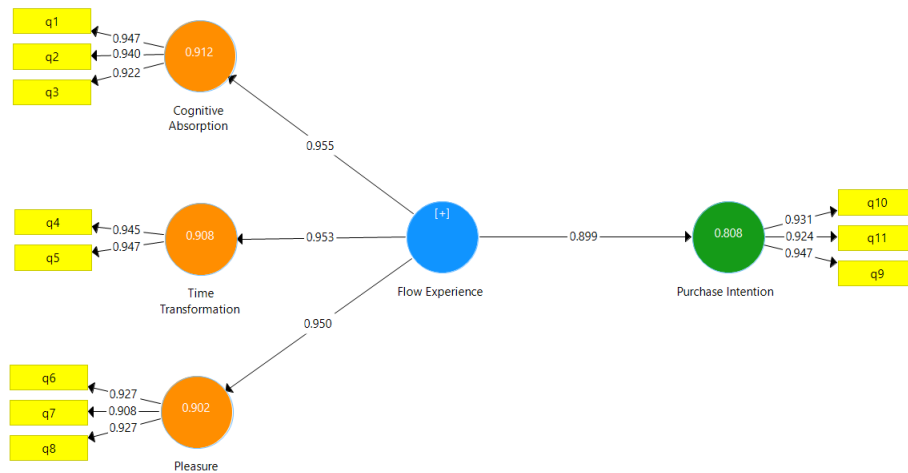 q1
q2
q3
0.947
0.940
0.922
0.912
Cognitive
Absorption
0.955
q4
q5
0.945
0.947
0.908
Time
Transformation
0.953
[+]
Flow Experience
0.899
0.808
Purchase Intention
0.931
0.924
0.947
q10
q11
q9
0.950
q6
q7
q8
0.927
0.908
0.927
0.902
Pleasure